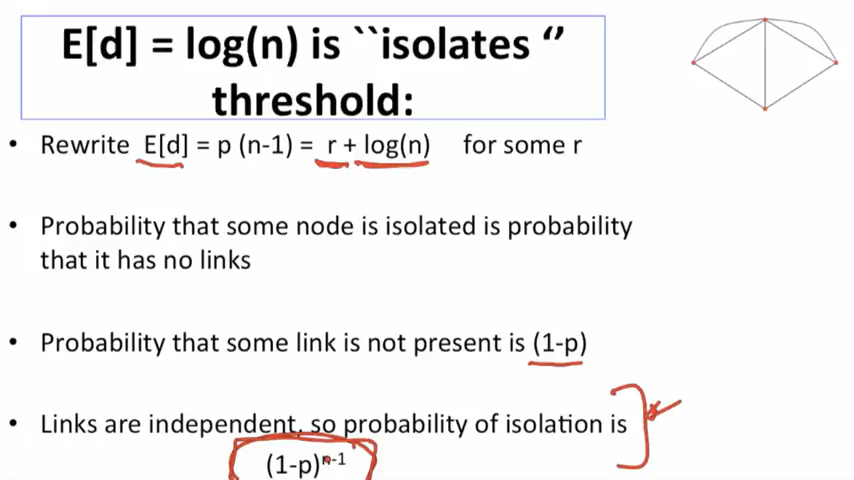 E[d] = log(n) is ``isolates ‘’
threshold:
• Rewrite E[d] = p (n-1) = r + log(n) for some r
• Probability that some node is isolated is probability
that it has no links
• Probability that some link is not present is (1-p)
• Links are independent, so probability of isolation is
(1-p)ⁿ⁻¹